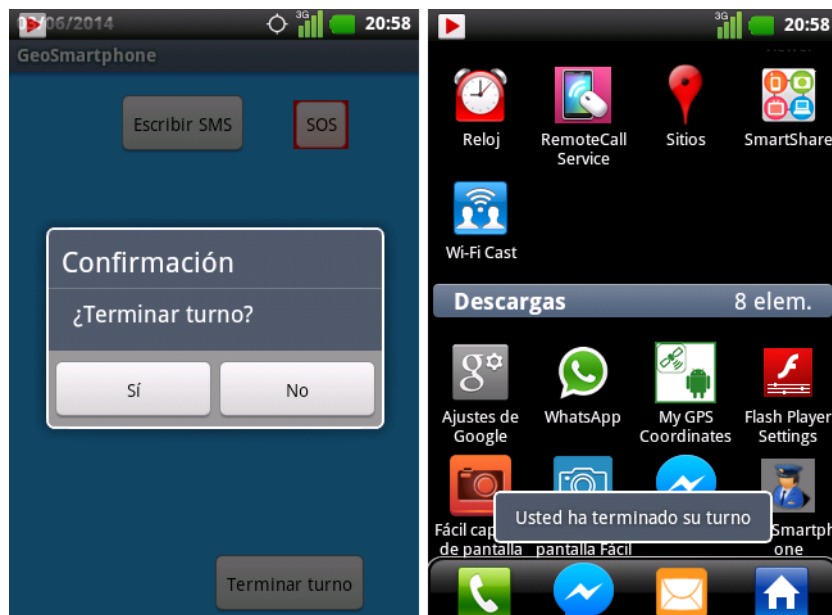 06/2014
3G
20:58
GeoSmartphone
Escribir SMS
SOS
Confirmación
¿Terminar turno?
Sí
No
Terminar turno
3G
20:58
Reloj
RemoteCall
Service
Sitios
SmartShare
Wi-Fi Cast
Descargas
8 elem.
Ajustes de
Google
WhatsApp
My GPS
Coordinates
Flash Player
Settings
Usted ha terminado su turno
Fácil cap
de pantalla
pantalla Fácil
Smartph
one